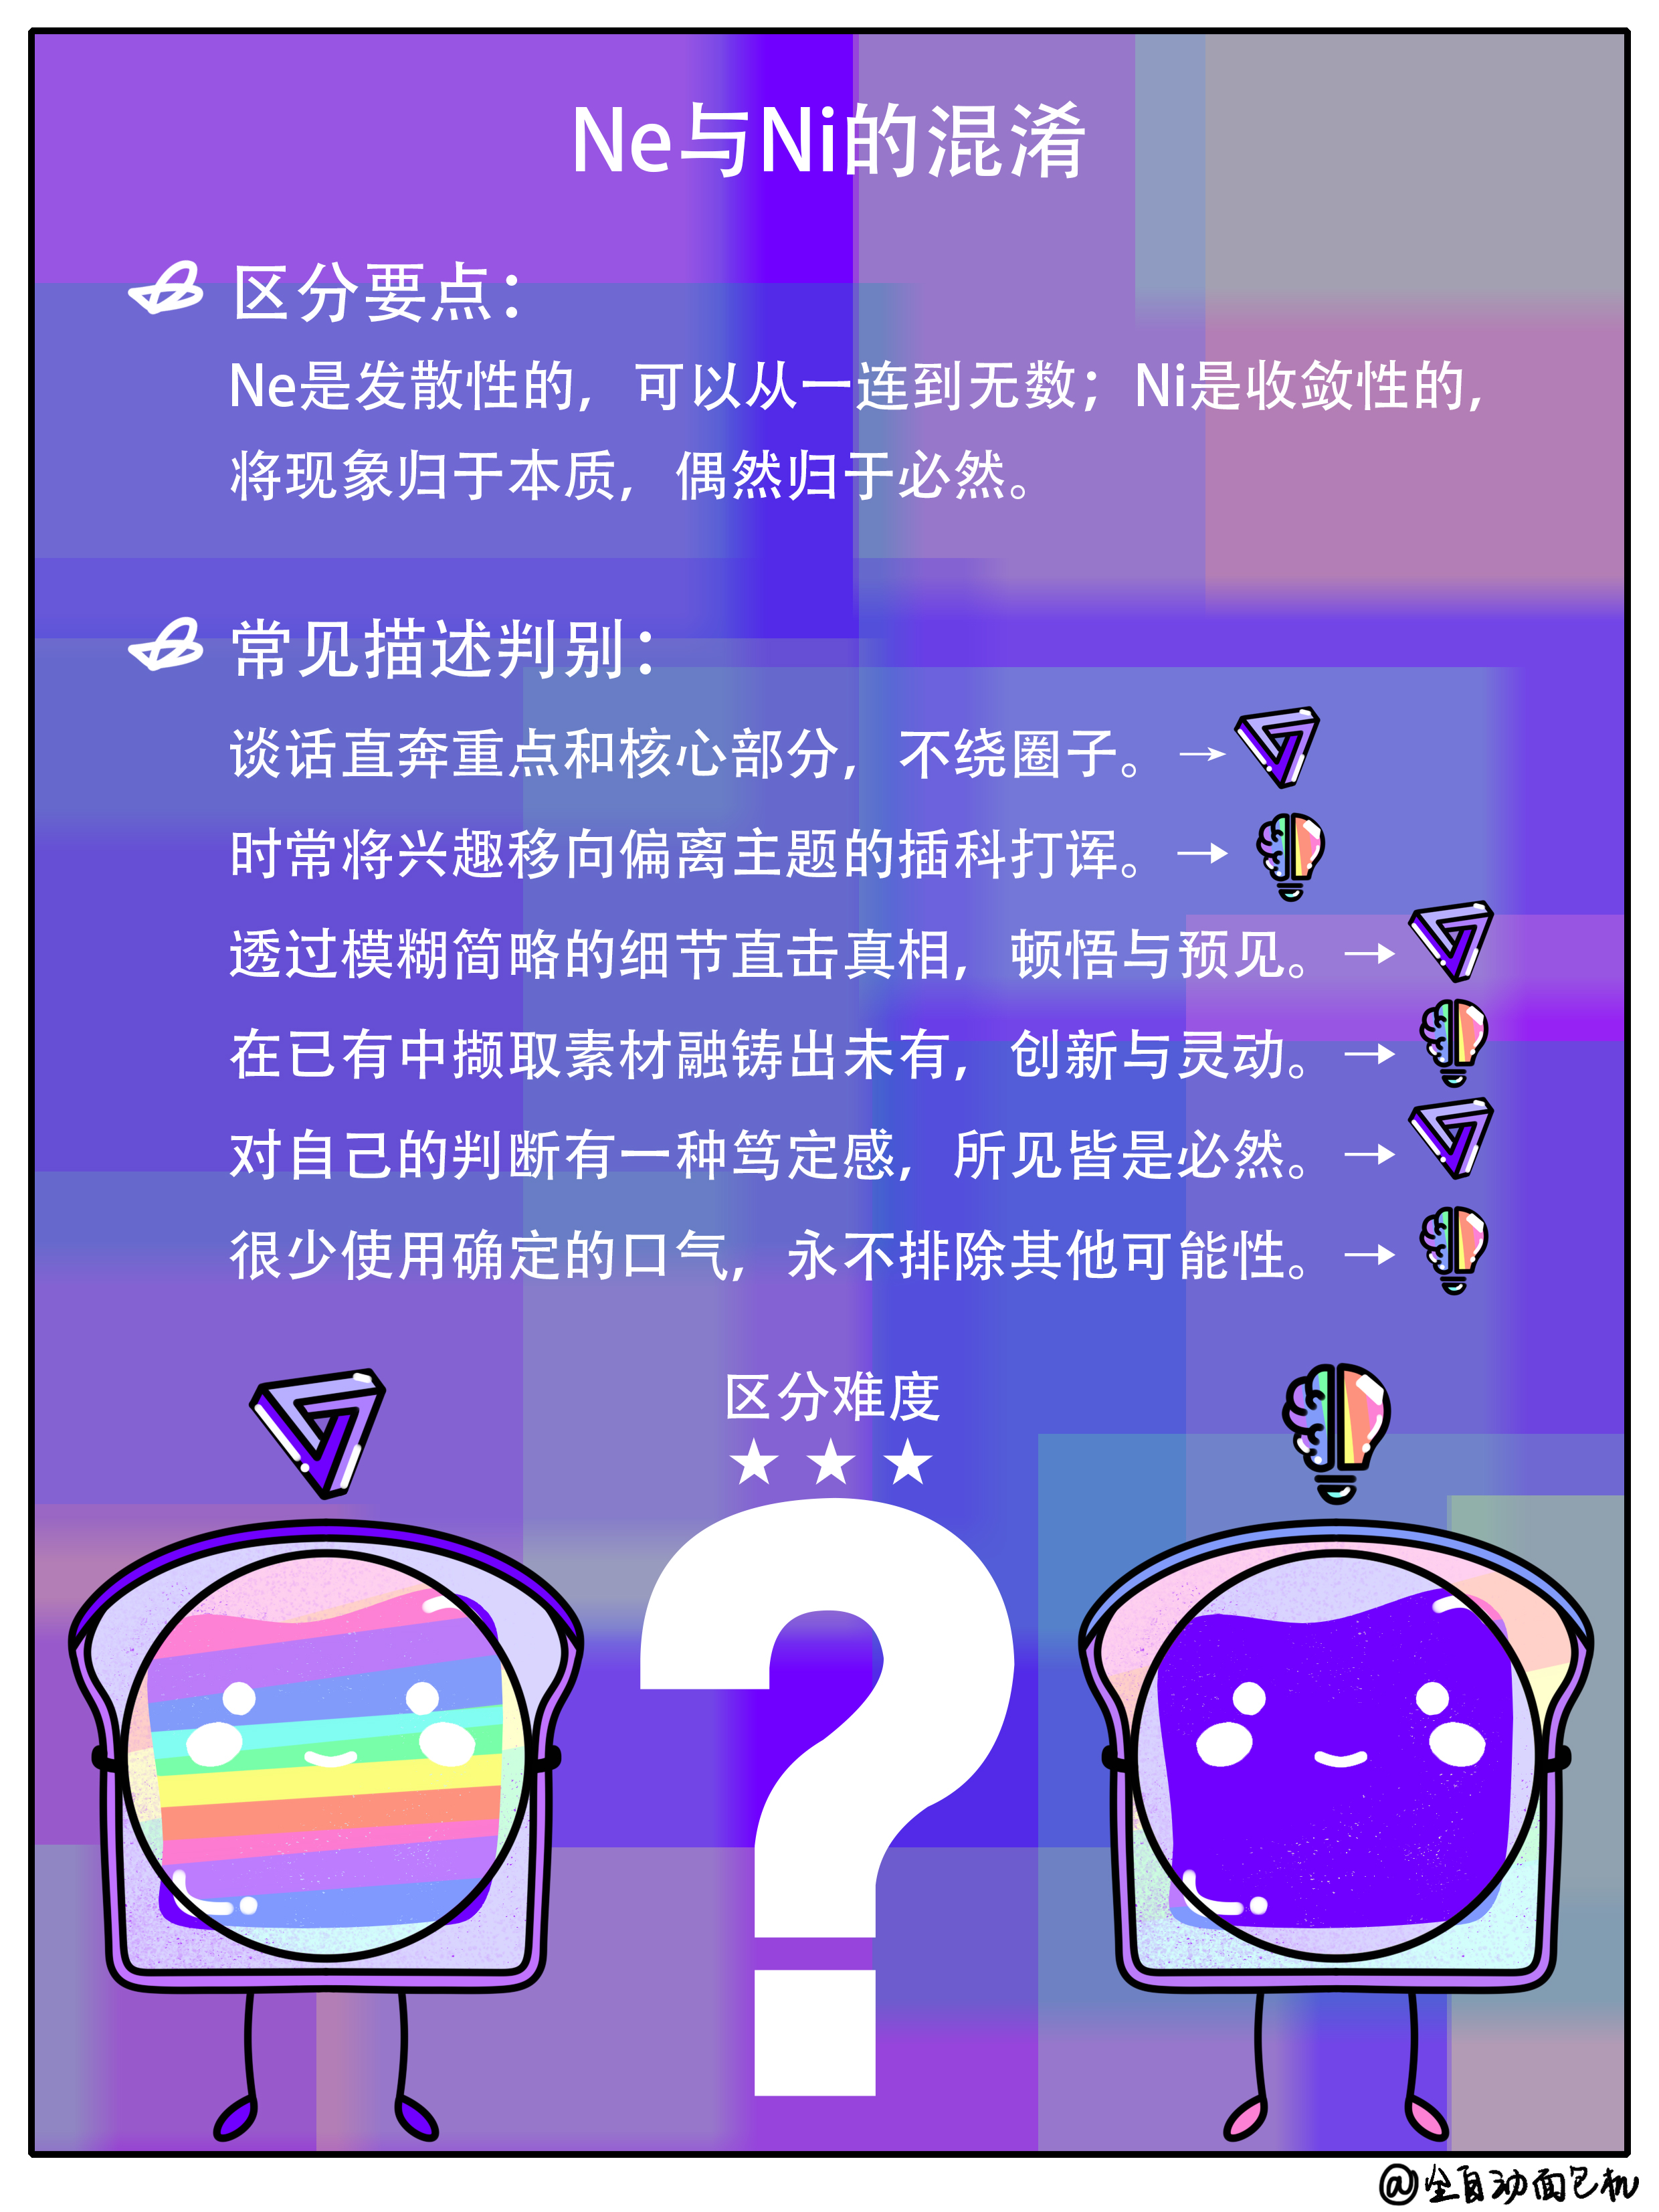 Ne与Ni的混淆
区分要点：
Ne是发散性的，可以从一连到无数；Ni是收敛性的，
将现象归于本质，偶然归于必然。
常见描述判别：
谈话直奔重点和核心部分，不绕圈子。→
时常将兴趣移向偏离主题的插科打诨。→
透过模糊简略的细节直击真相，顿悟与预见。→
在已有中撷取素材融铸出未有，创新与灵动。→
对自己的判断有一种笃定感，所见皆是必然。→
很少使用确定的口气，永不排除其他可能性。→
区分难度
★★★
?
@全自动面包机